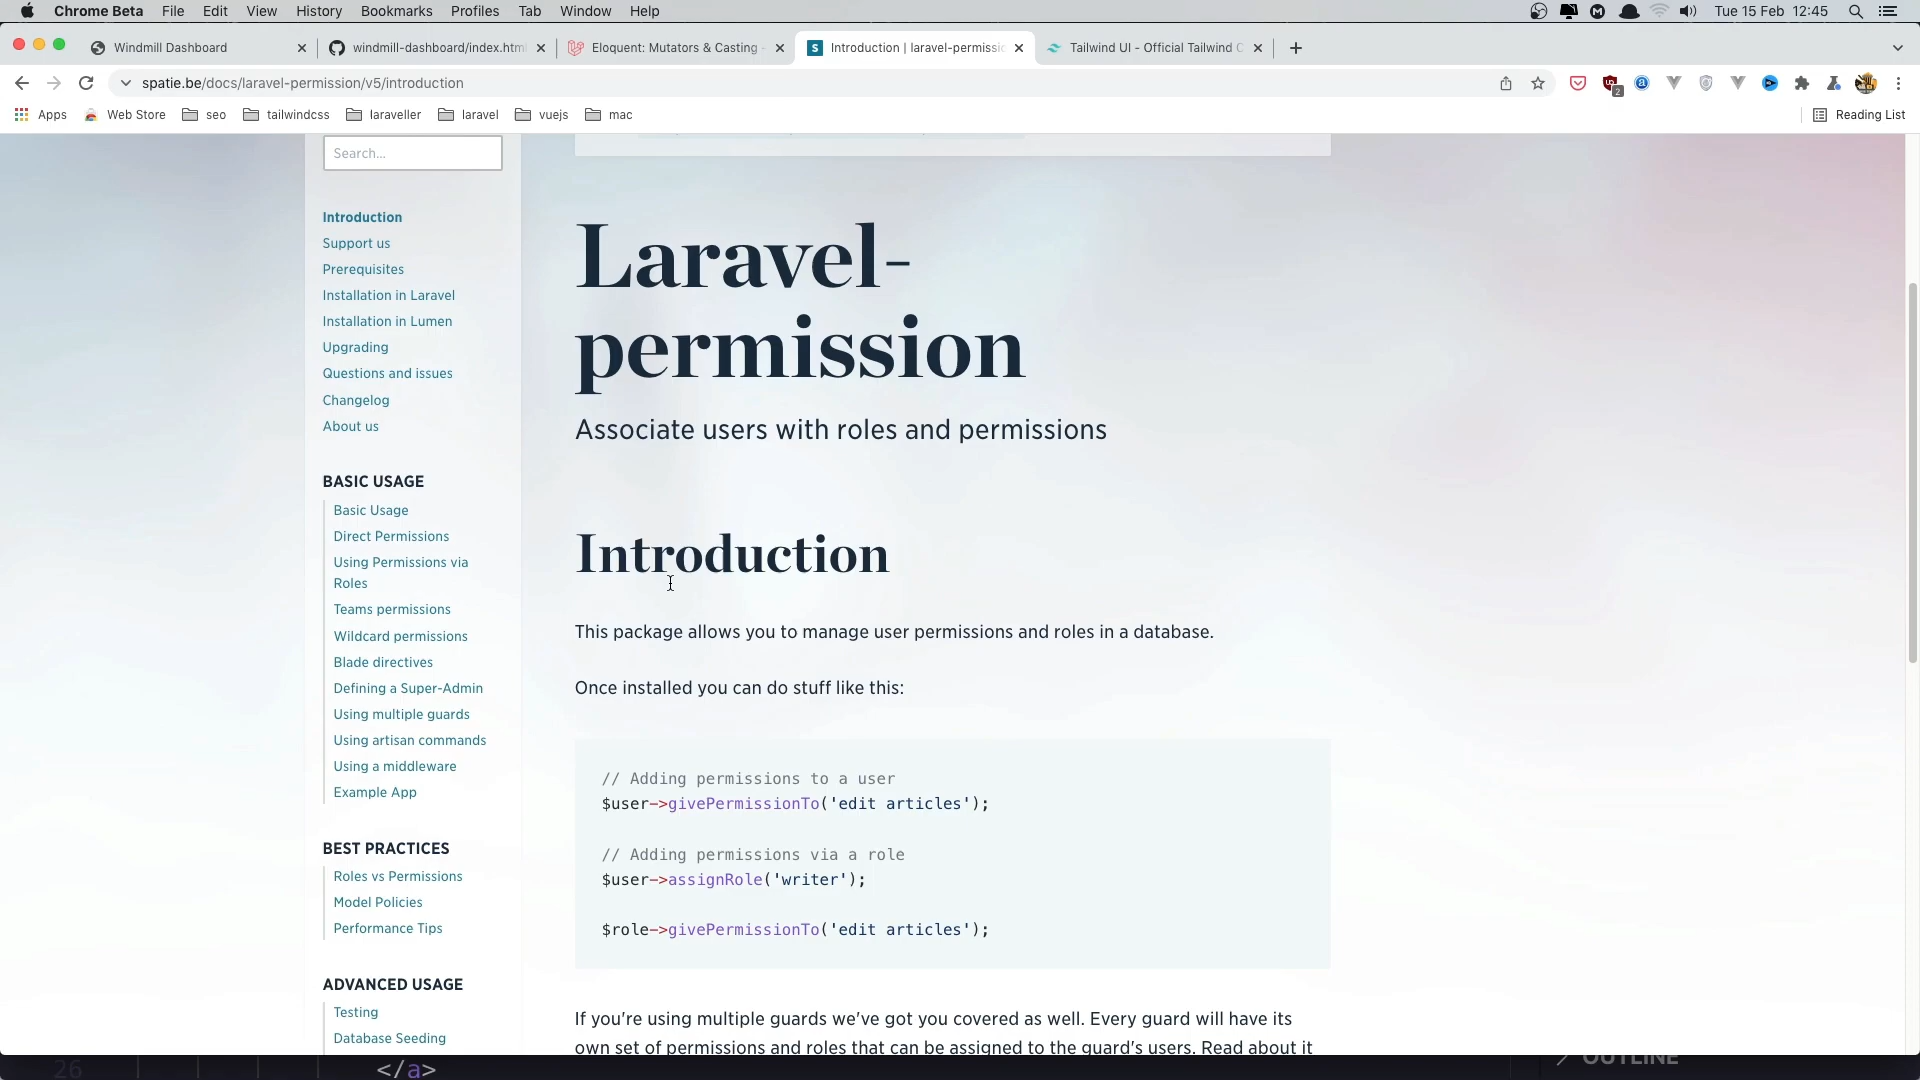 Chrome Beta File Edit View History Bookmarks Profiles Tab Window Help Tue 15 Feb 12:45
Windmill Dashboard
windmill-dashboard/index.html
Eloquent: Mutators & Casting -
Introduction | laravel-permissio
Tailwind UI - Official Tailwind C
spatie.be/docs/laravel-permission/v5/introduction
2
Apps Web Store seo tailwindcss laraveller laravel vuejs mac Reading List
Search...
Introduction
Support us
Prerequisites
Installation in Laravel
Installation in Lumen
Upgrading
Questions and issues
Changelog
About us
BASIC USAGE
Basic Usage
Direct Permissions
Using Permissions via
Roles
Teams permissions
Wildcard permissions
Blade directives
Defining a Super-Admin
Using multiple guards
Using artisan commands
Using a middleware
Example App
BEST PRACTICES
Roles vs Permissions
Model Policies
Performance Tips
ADVANCED USAGE
Testing
Database Seeding
Laravel-
permission
Associate users with roles and permissions
Introduction
This package allows you to manage user permissions and roles in a database.
Once installed you can do stuff like this:
// Adding permissions to a user
$user->givePermissionTo('edit articles');
// Adding permissions via a role
$user->assignRole('writer');
$role->givePermissionTo('edit articles');
If you're using multiple guards we've got you covered as well. Every guard will have its
own set of permissions and roles that can be assigned to the guard's users. Read about it
26 </a>
OUTLINE